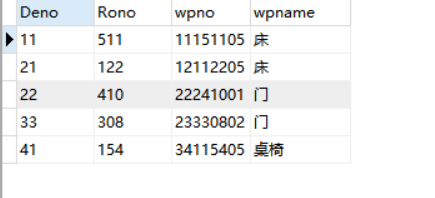 Deno Rono wpno wpname
11 511 11151105 床
21 122 12112205 床
22 410 22241001 门
33 308 23330802 门
41 154 34115405 桌椅